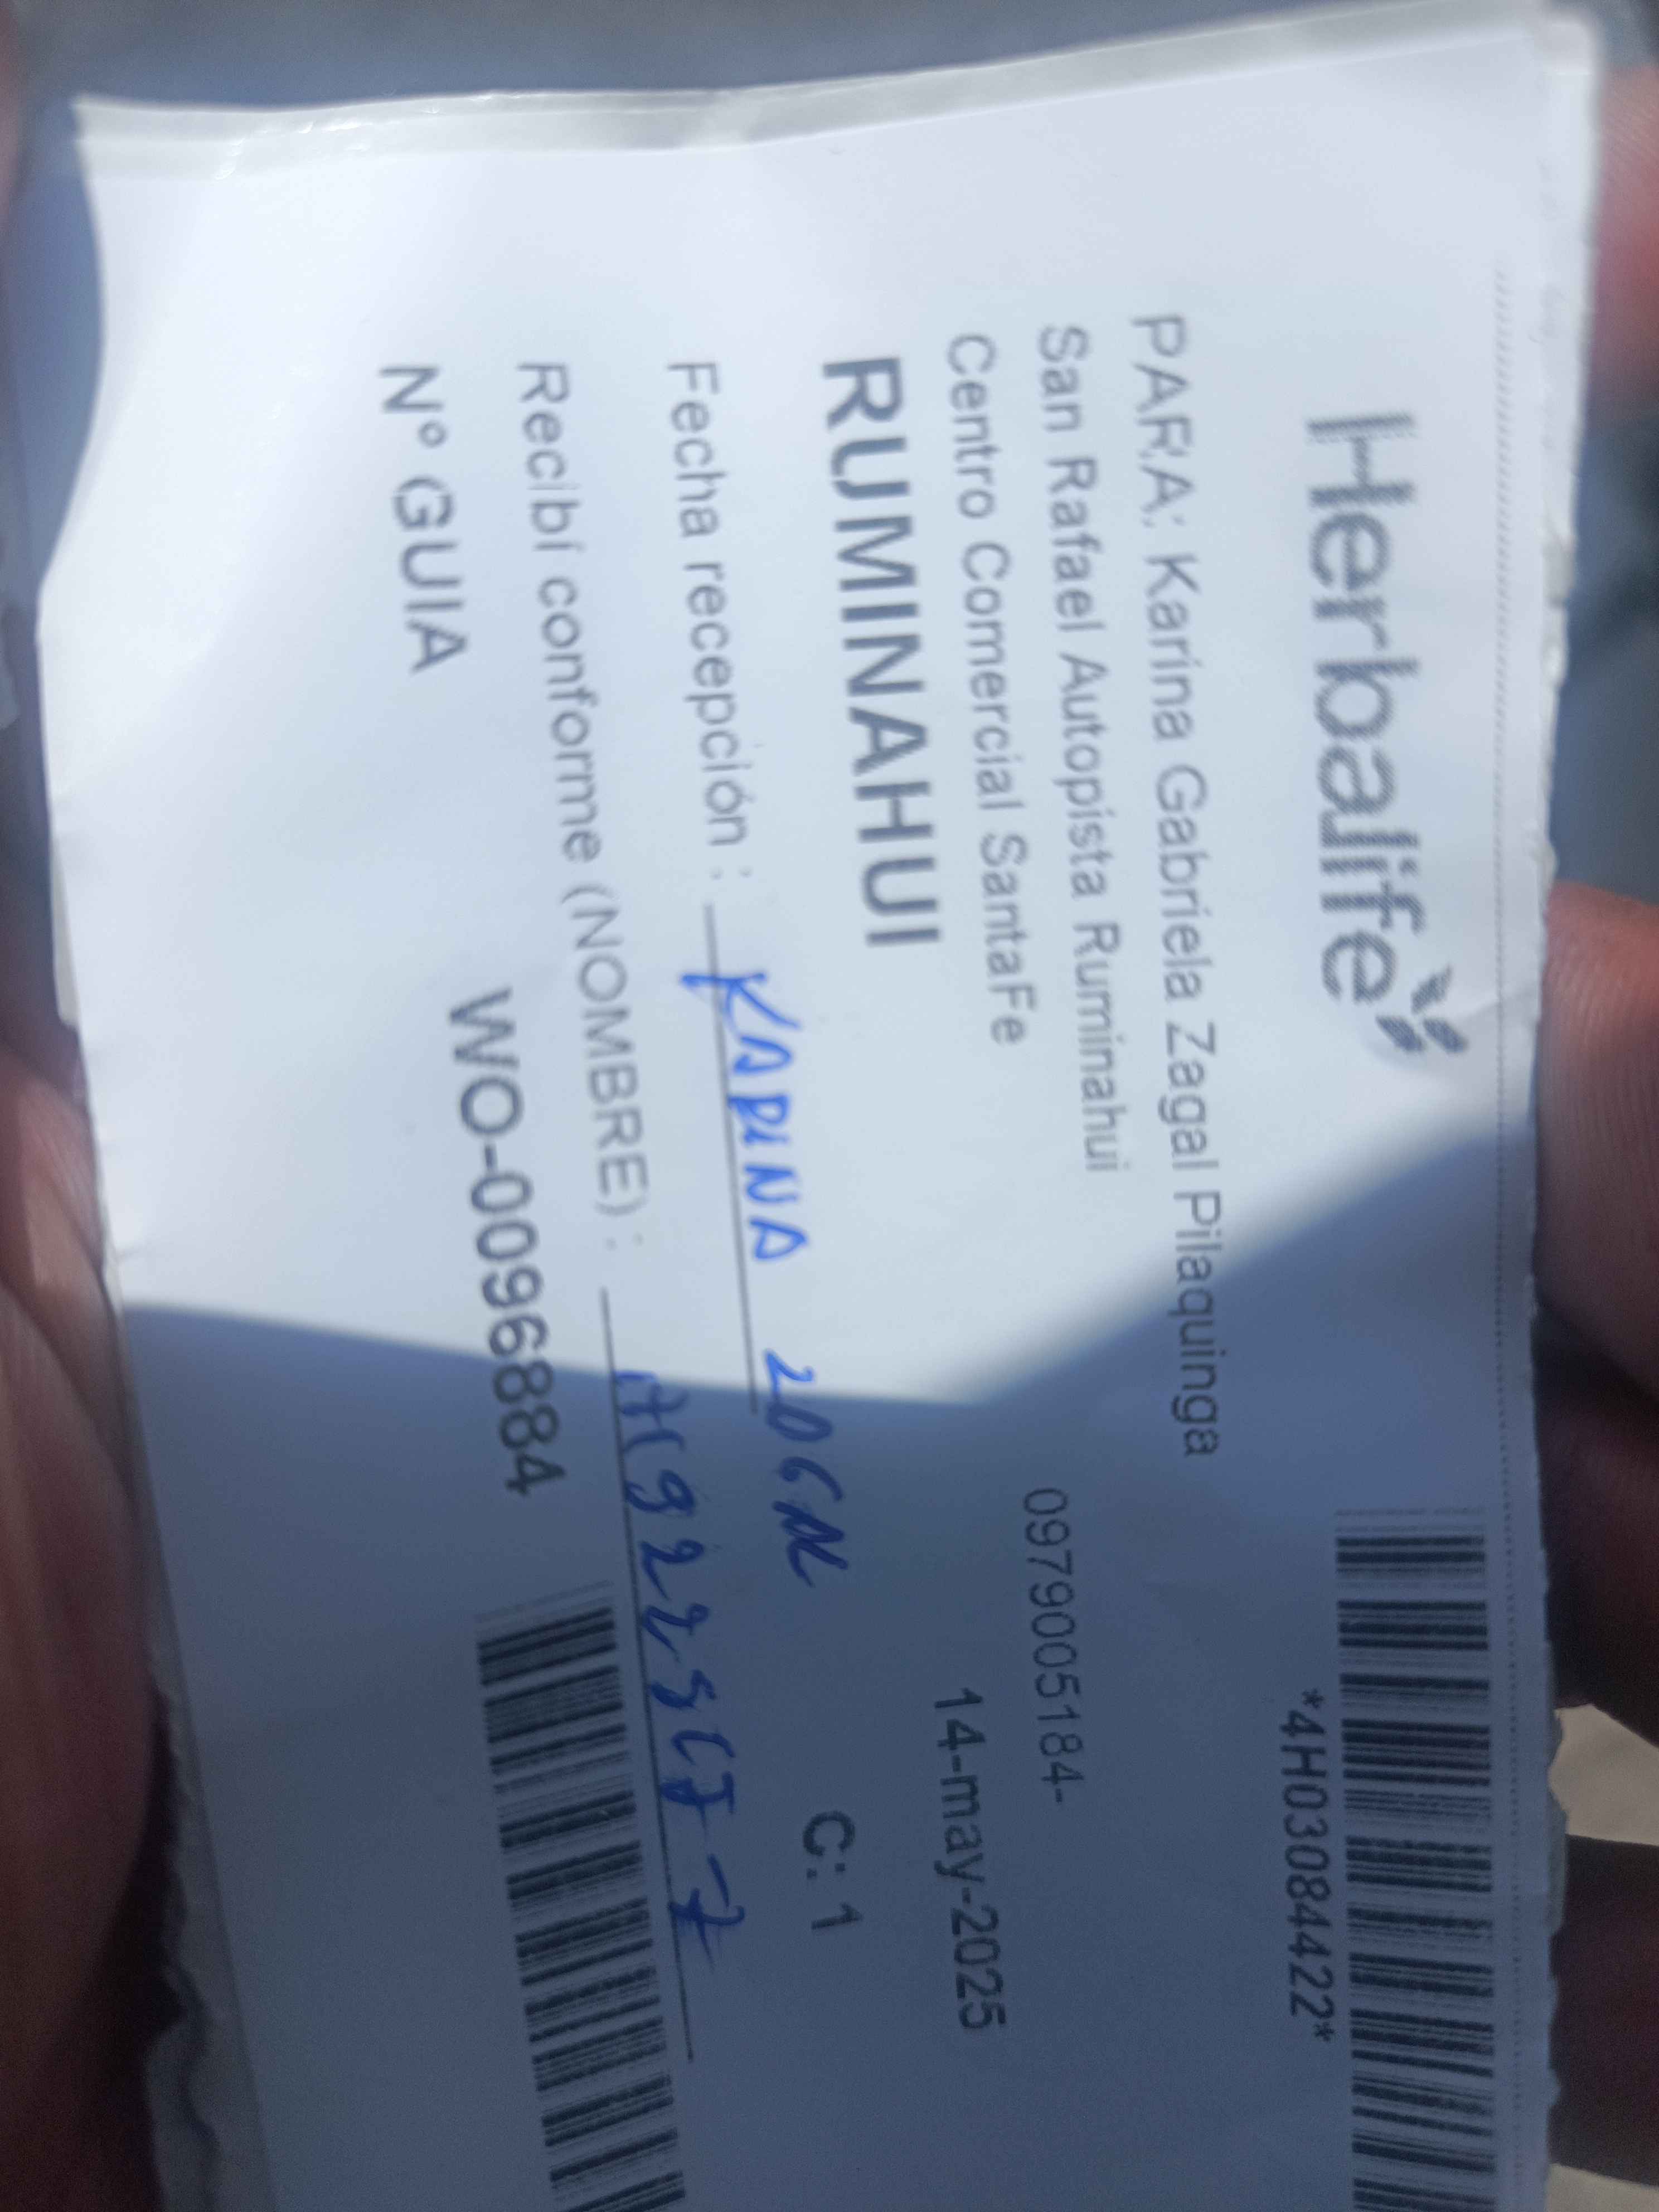 Herbalife
*4H03084422*
PARA: Karina Gabriela Zagal Pilaquinga
San Rafael Autopista Ruminahui 0979005184-
Centro Comercial SantaFe
14-may-2025
RUMINAHUI
C: 1
Fecha recepción : KARINA
Recibí conforme (NOMBRE) :
N° GUIA WO-0096884